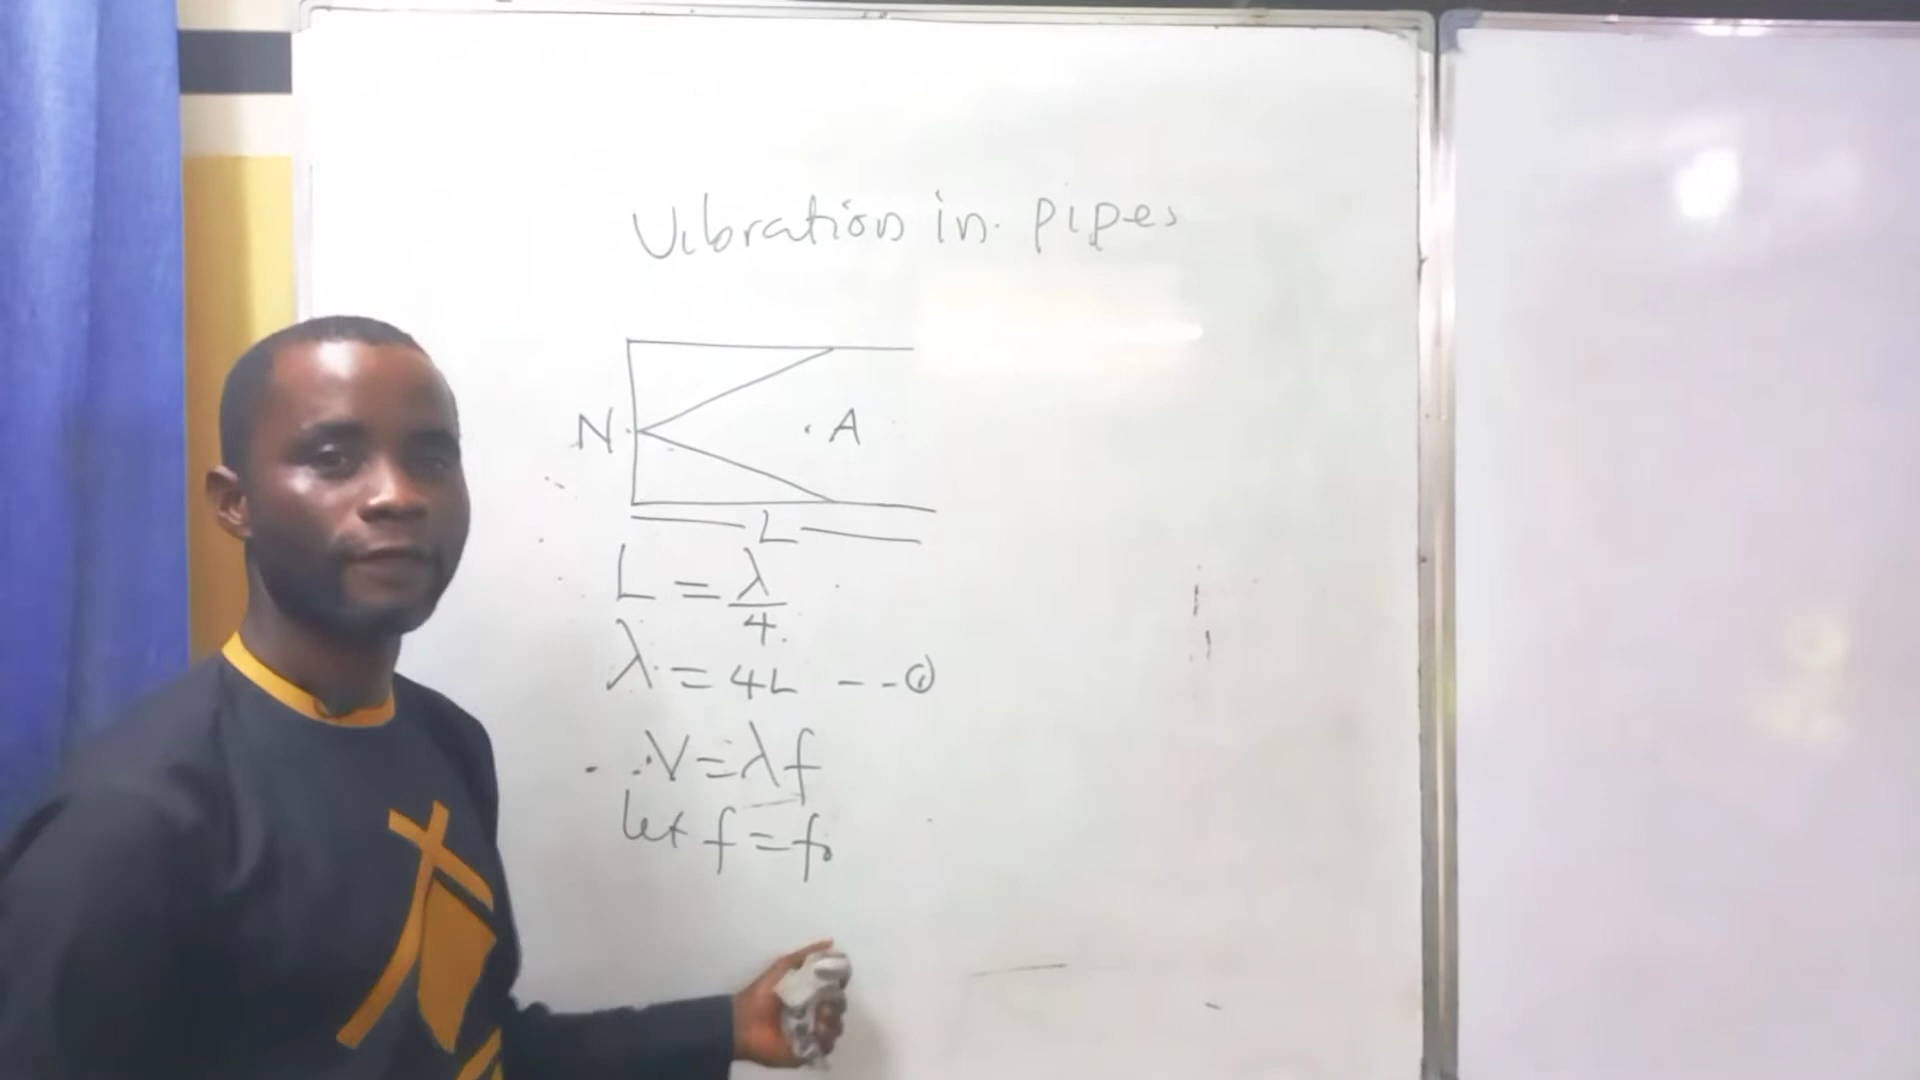 Vibration in pipes
N A
L
L = λ/4
λ = 4L --①
∴ V = λf
let f = f₀